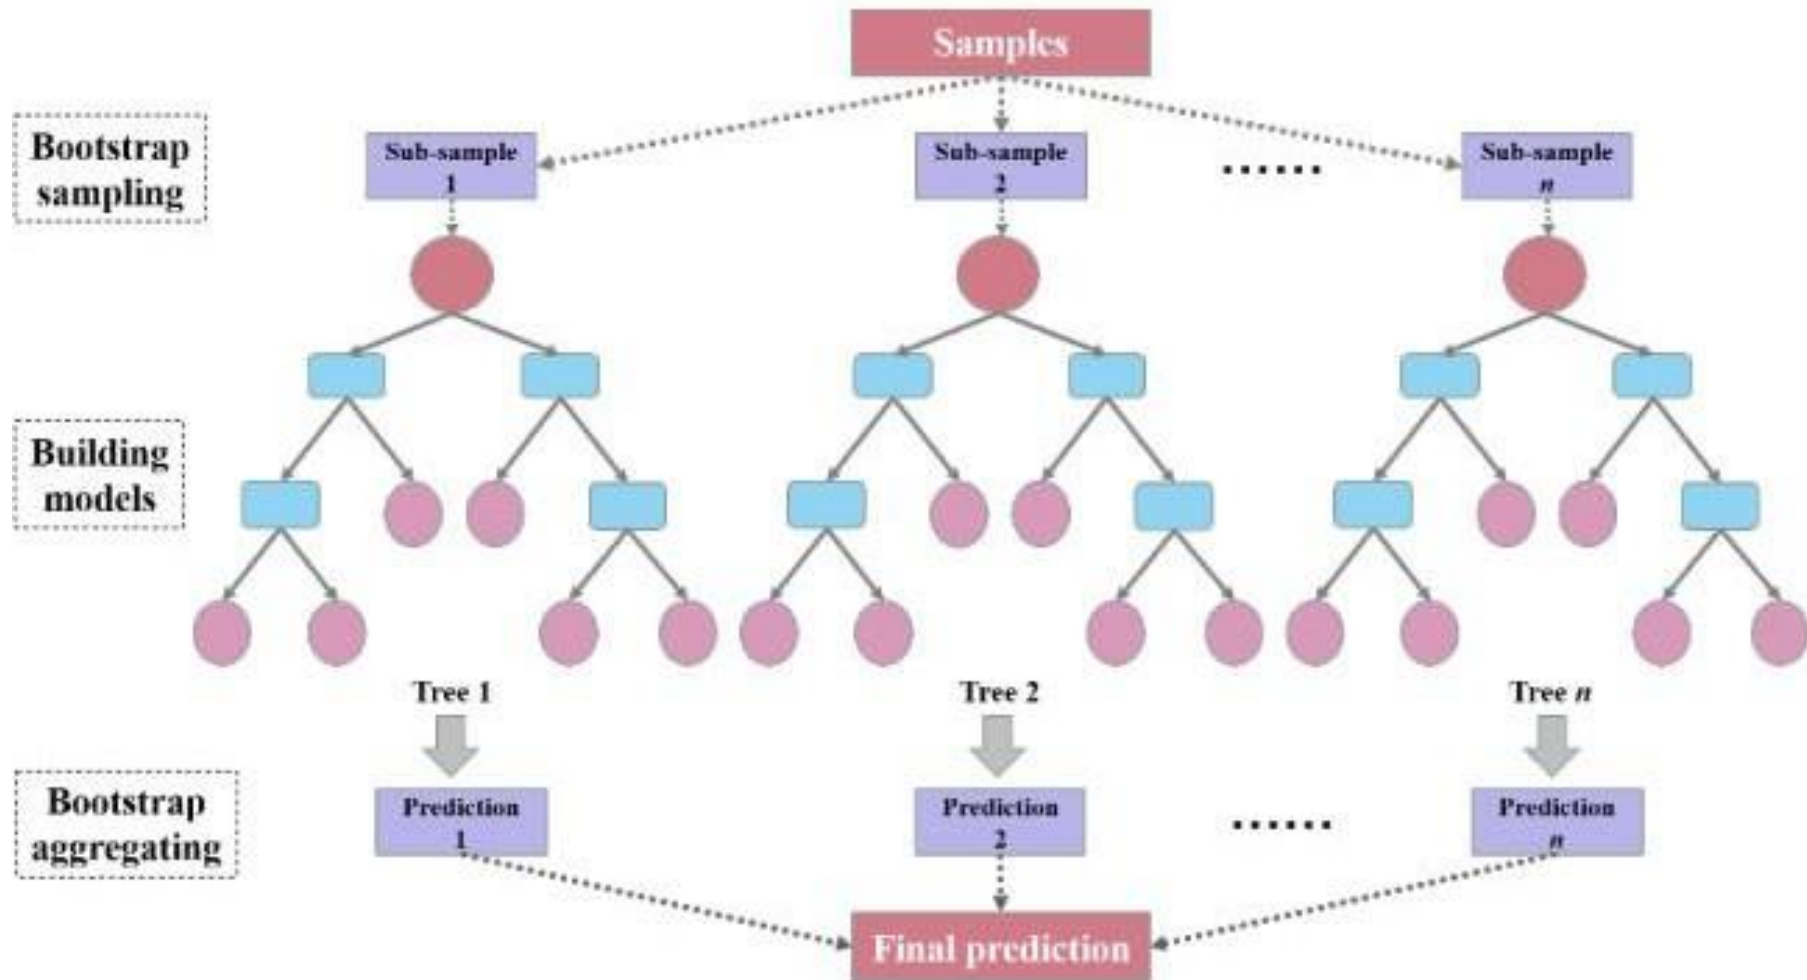 Samples
Bootstrap
sampling
Sub-sample
1
Sub-sample
2
......
Sub-sample
n
Building
models
Tree 1
Tree 2
Tree n
Bootstrap
aggregating
Prediction
1
Prediction
2
......
Prediction
n
Final prediction